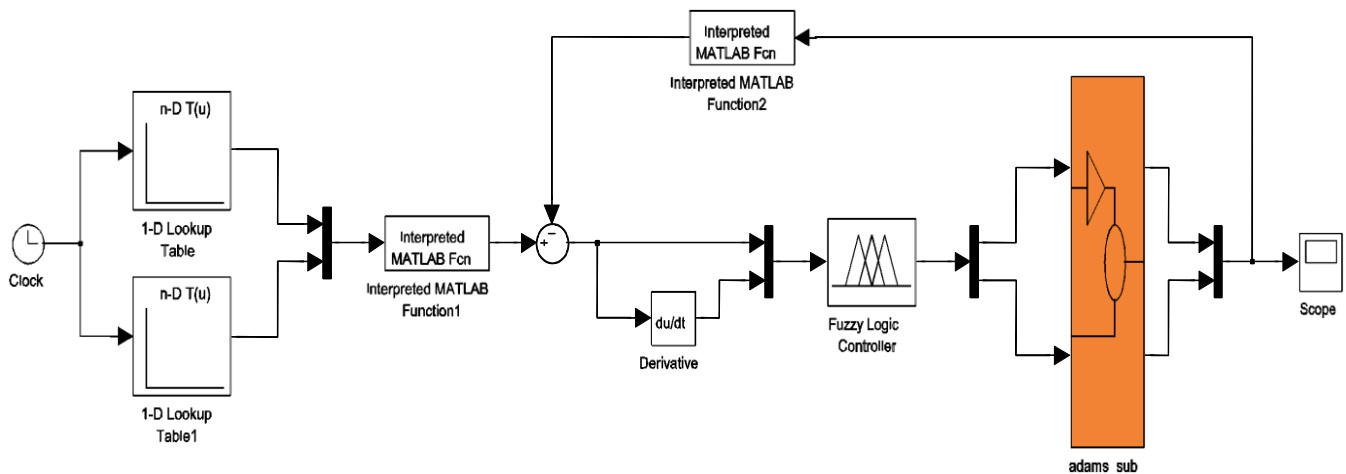 Interpreted
MATLAB Fcn
Interpreted MATLAB
Function2
n-D T(u)
1-D Lookup
Table
Clock
n-D T(u)
1-D Lookup
Table1
Interpreted
MATLAB Fcn
Interpreted MATLAB
Function1
+
−
du/dt
Derivative
Fuzzy Logic
Controller
adams_sub
Scope